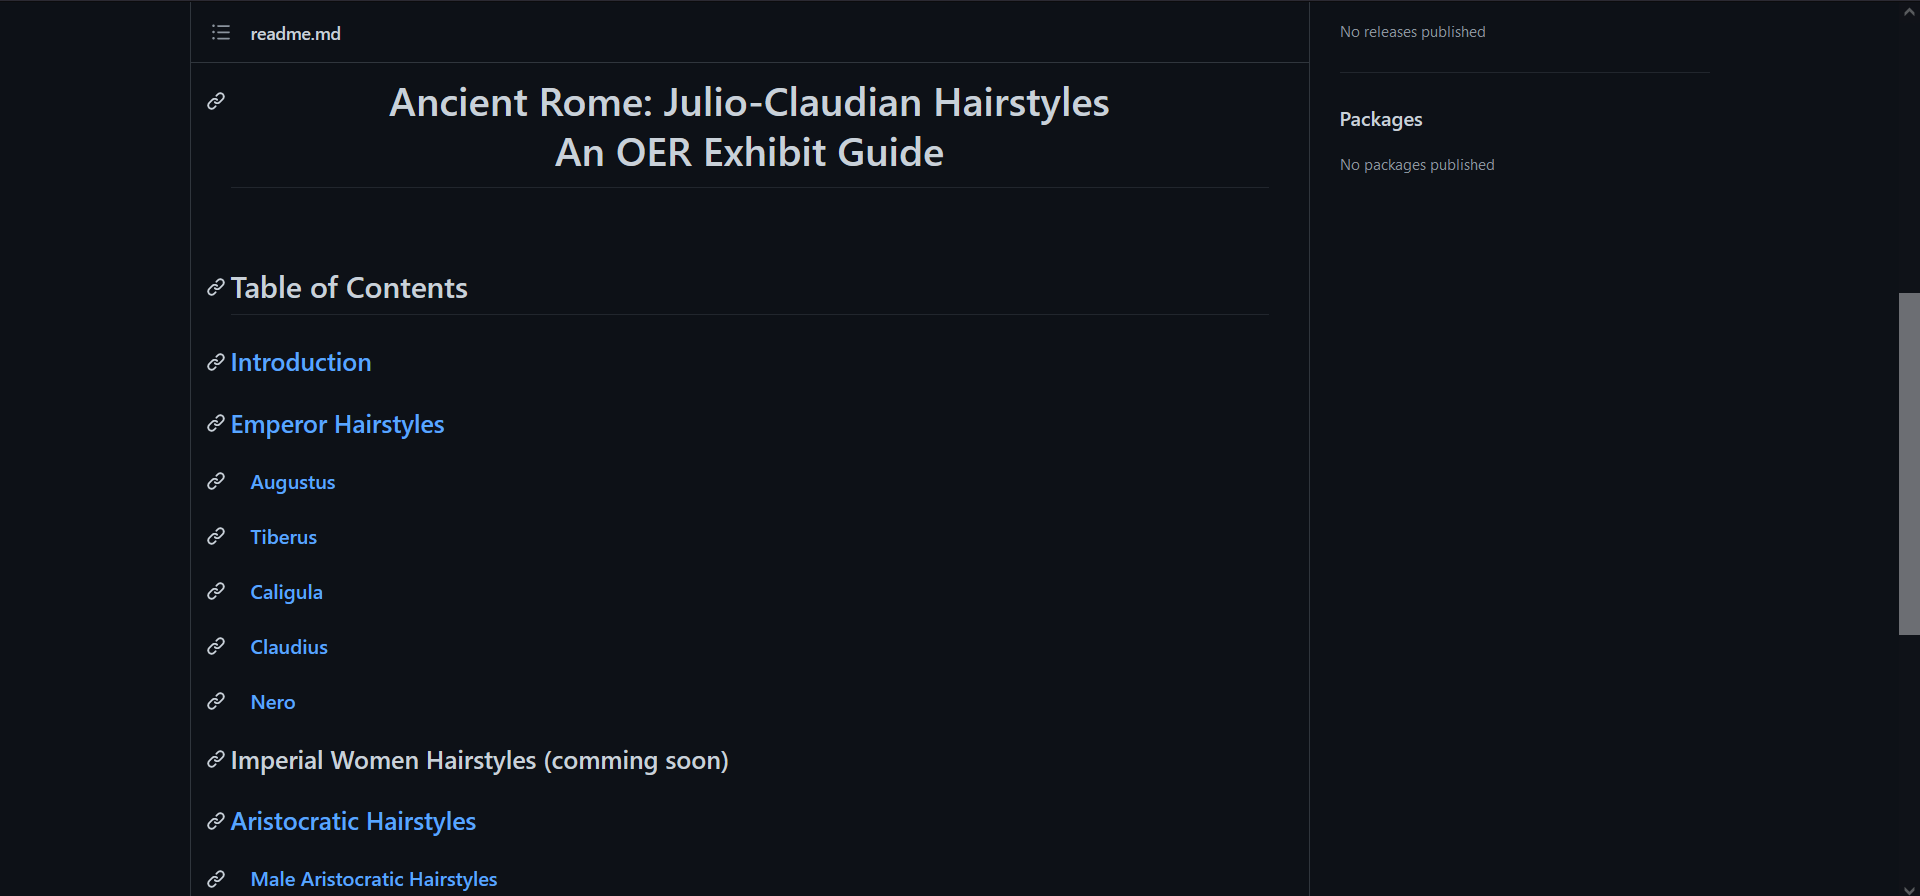 readme.md
Ancient Rome: Julio-Claudian Hairstyles
An OER Exhibit Guide
Table of Contents
Introduction
Emperor Hairstyles
Augustus
Tiberus
Caligula
Claudius
Nero
Imperial Women Hairstyles (comming soon)
Aristocratic Hairstyles
Male Aristocratic Hairstyles
No releases published
Packages
No packages published